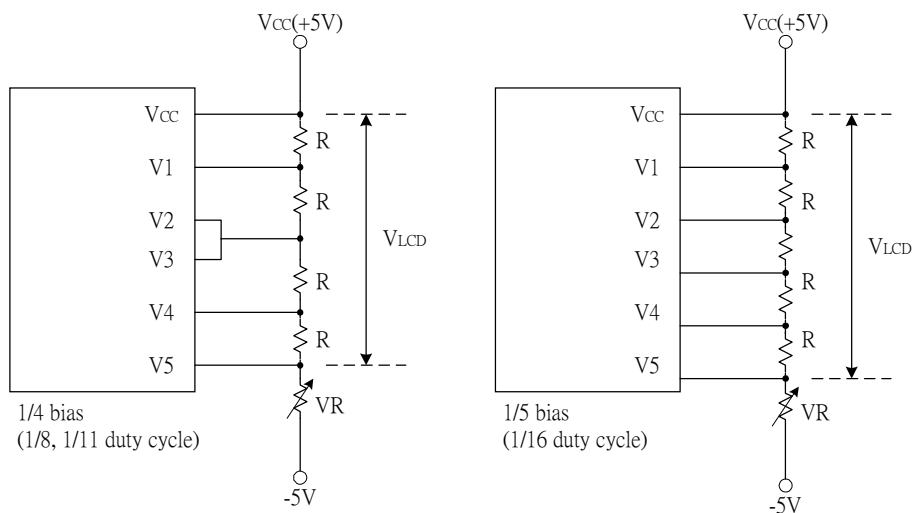 Vcc(+5V)
Vcc
V1
V2
V3
V4
V5
R
R
R
R
VR
VLCD
-5V
1/4 bias
(1/8, 1/11 duty cycle)
Vcc(+5V)
Vcc
V1
V2
V3
V4
V5
R
R
R
R
R
VR
VLCD
-5V
1/5 bias
(1/16 duty cycle)